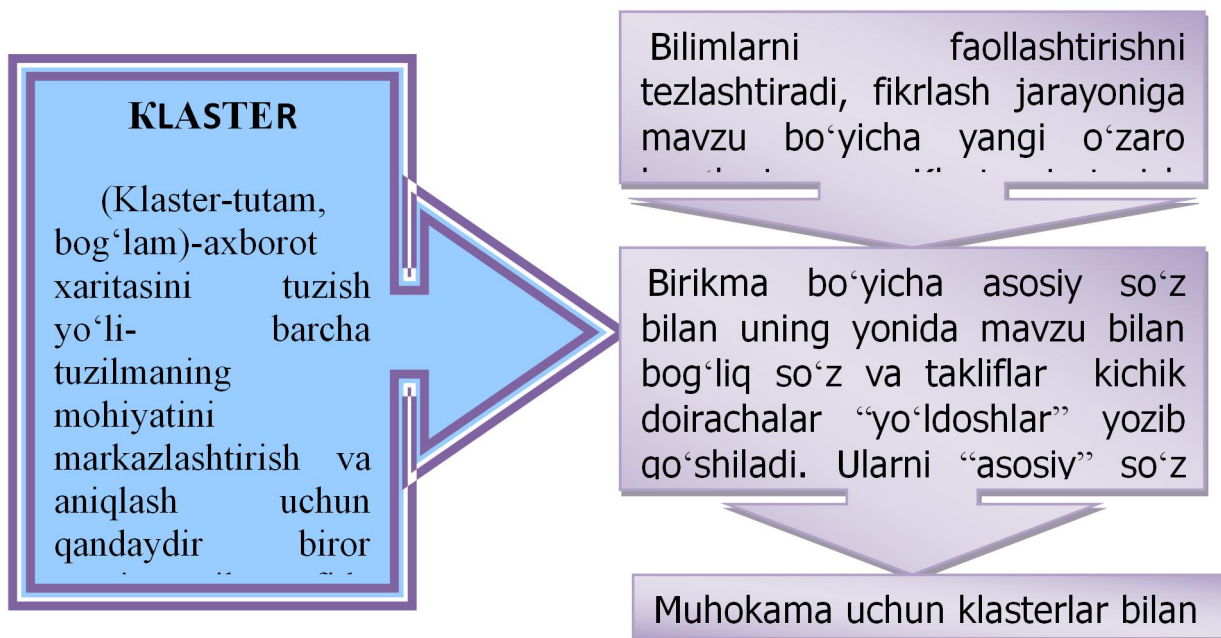 KLASTER
(Klaster-tutam,
bog‘lam)-axborot
xaritasini tuzish
yo‘li- barcha
tuzilmaning
mohiyatini
markazlashtirish va
aniqlash uchun
qandaydir biror
Bilimlarni faollashtirishni
tezlashtiradi, fikrlash jarayoniga
mavzu bo‘yicha yangi o‘zaro
Birikma bo‘yicha asosiy so‘z
bilan uning yonida mavzu bilan
bog‘liq so‘z va takliflar kichik
doirachalar “yo‘ldoshlar” yozib
qo‘shiladi. Ularni “asosiy” so‘z
Muhokama uchun klasterlar bilan